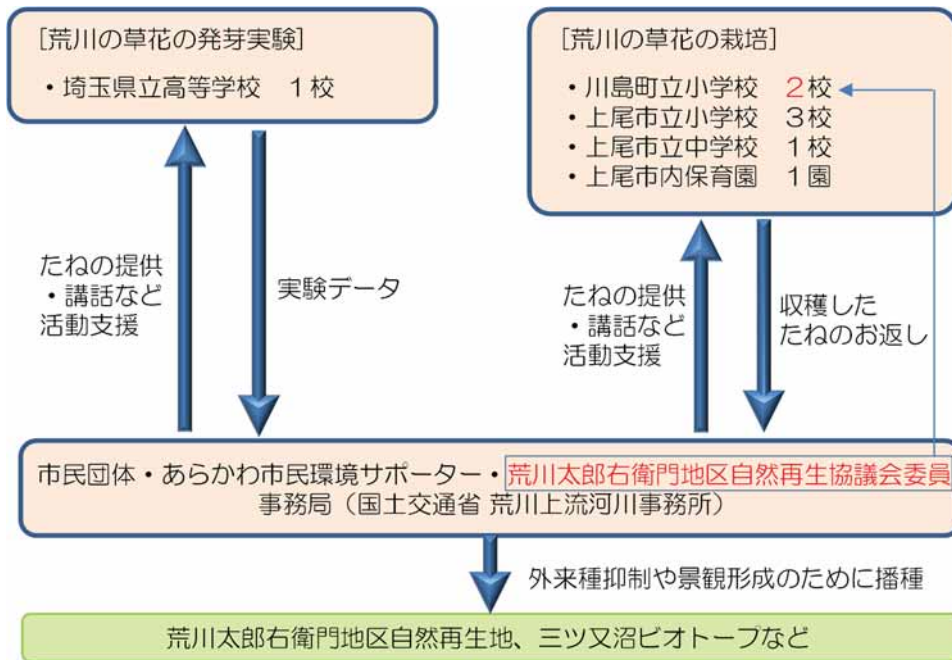 [荒川の草花の発芽実験]
・埼玉県立高等学校　１校
[荒川の草花の栽培]
・川島町立小学校　２校
・上尾市立小学校　３校
・上尾市立中学校　１校
・上尾市内保育園　１園
たねの提供
・講話など
活動支援
実験データ
たねの提供
・講話など
活動支援
収穫した
たねのお返し
市民団体・あらかわ市民環境サポーター・荒川太郎右衛門地区自然再生協議会委員
事務局（国土交通省 荒川上流河川事務所）
外来種抑制や景観形成のために播種
荒川太郎右衛門地区自然再生地、三ツ又沼ビオトープなど